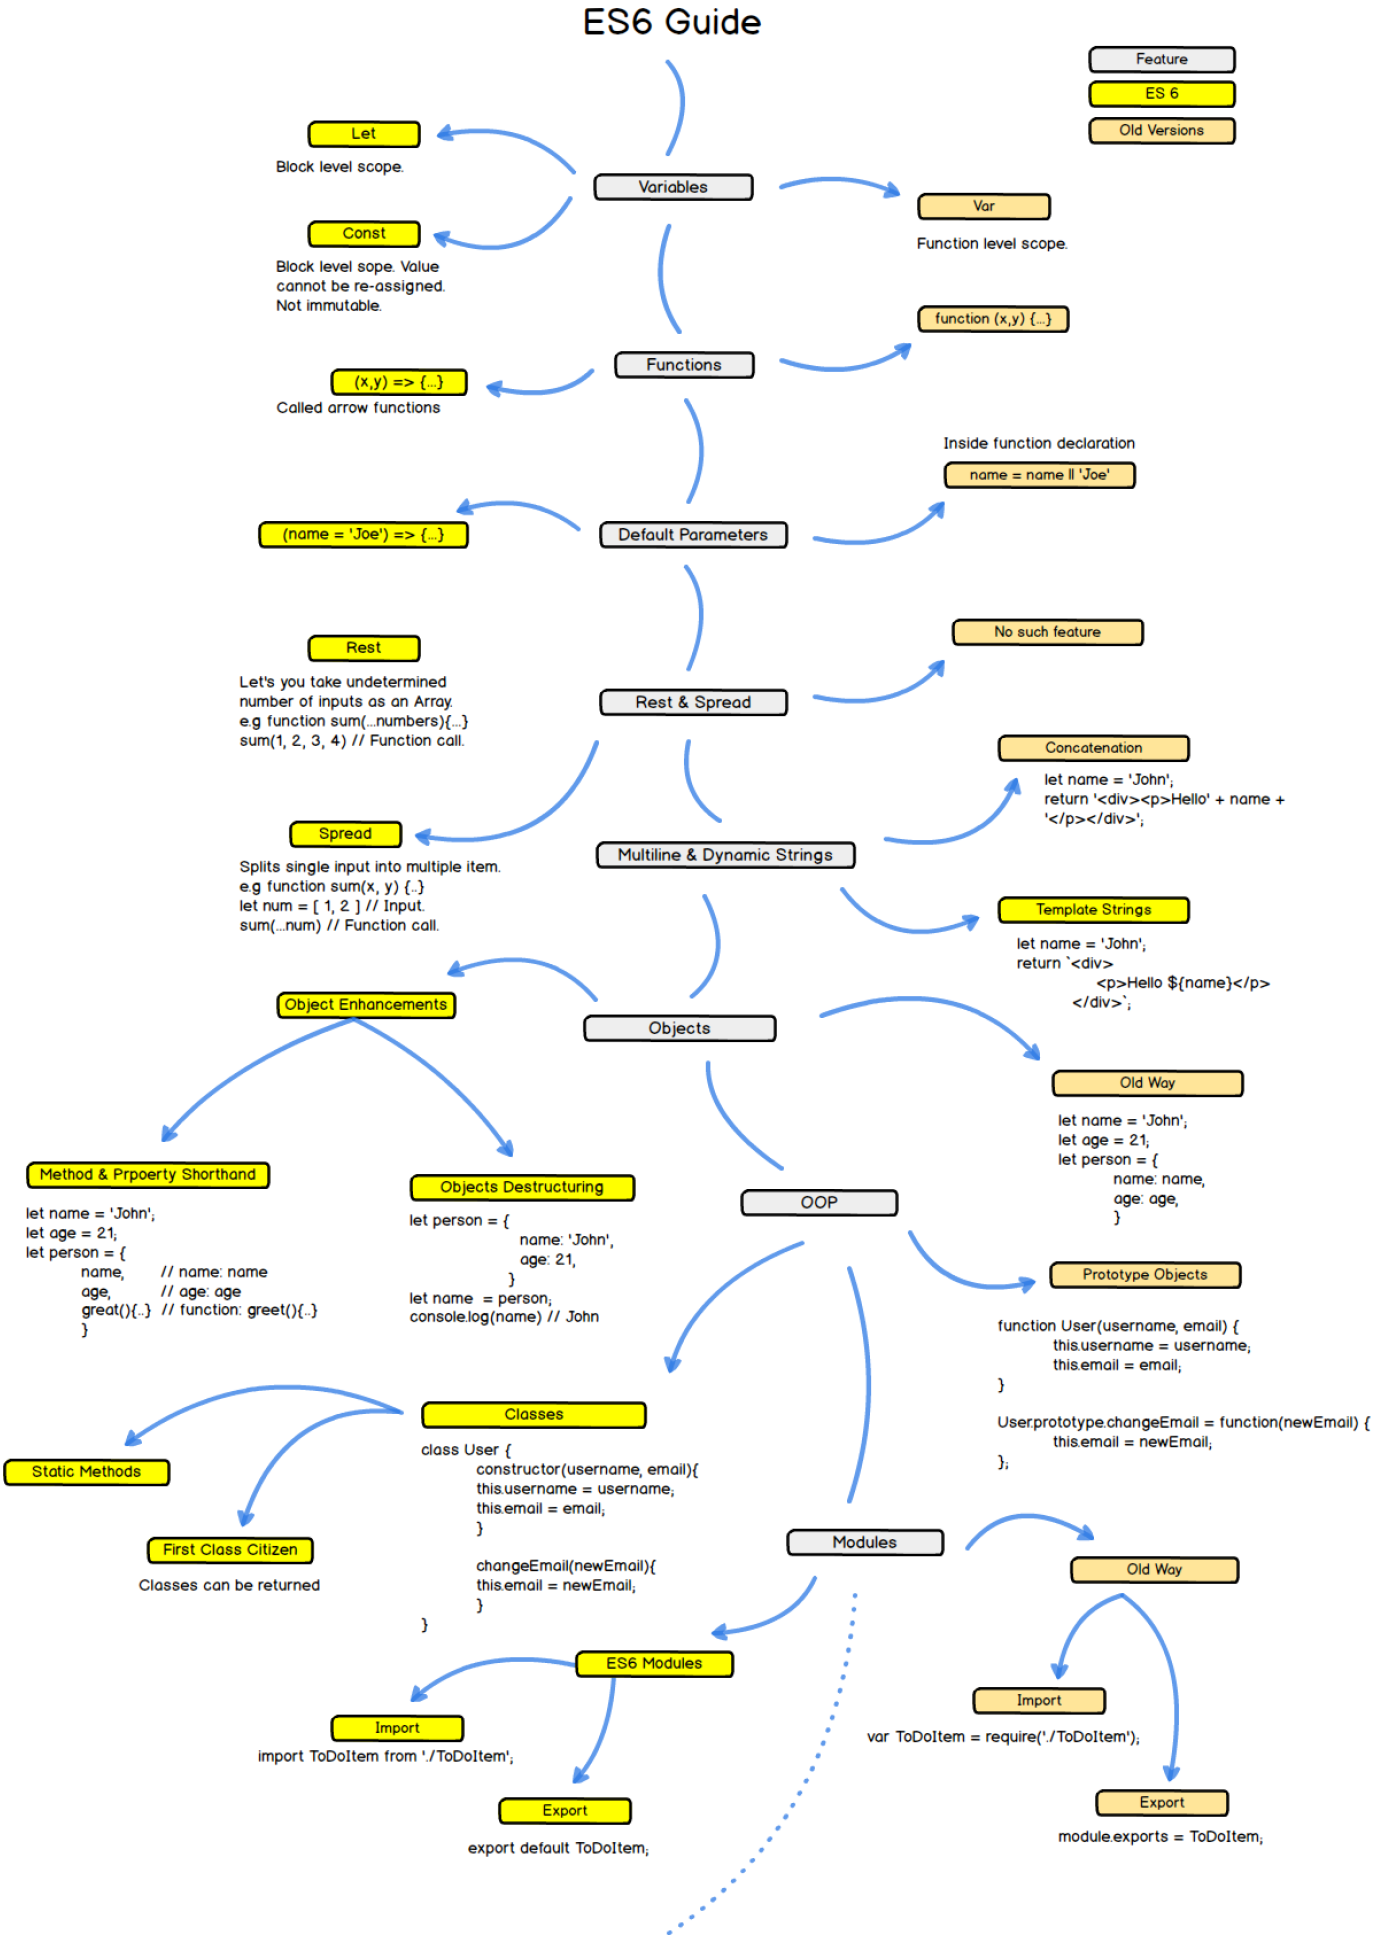 ES6 Guide
Feature
ES 6
Old Versions
Let
Block level scope.
Variables
Var
Function level scope.
Const
Block level sope. Value
cannot be re-assigned.
Not immutable.
function (x,y) {...}
Functions
(x,y) => {...}
Called arrow functions
Inside function declaration
name = name || 'Joe'
Default Parameters
(name = 'Joe') => {...}
No such feature
Rest
Let's you take undetermined
number of inputs as an Array.
e.g function sum(...numbers){...}
sum(1, 2, 3, 4) // Function call.
Rest & Spread
Concatenation
let name = 'John';
return '<div><p>Hello' + name +
'</p></div>';
Spread
Splits single input into multiple item.
e.g function sum(x, y) {..}
let num = [ 1, 2 ] // Input.
sum(...num) // Function call.
Multiline & Dynamic Strings
Template Strings
let name = 'John';
return `<div>
<p>Hello ${name}</p>
</div>`;
Object Enhancements
Objects
Old Way
let name = 'John';
let age = 21;
let person = {
name: name,
age: age,
}
Method & Prpoerty Shorthand
let name = 'John';
let age = 21;
let person = {
name, // name: name
age, // age: age
great(){..} // function: greet(){..}
}
Objects Destructuring
let person = {
name: 'John',
age: 21,
}
let name = person;
console.log(name) // John
OOP
Prototype Objects
function User(username, email) {
this.username = username;
this.email = email;
}
User.prototype.changeEmail = function(newEmail) {
this.email = newEmail;
};
Classes
class User {
constructor(username, email){
this.username = username;
this.email = email;
}
changeEmail(newEmail){
this.email = newEmail;
}
}
Static Methods
First Class Citizen
Classes can be returned
Modules
Old Way
ES6 Modules
Import
import ToDoItem from './ToDoItem';
Export
export default ToDoItem;
Import
var ToDoItem = require('./ToDoItem');
Export
module.exports = ToDoItem;